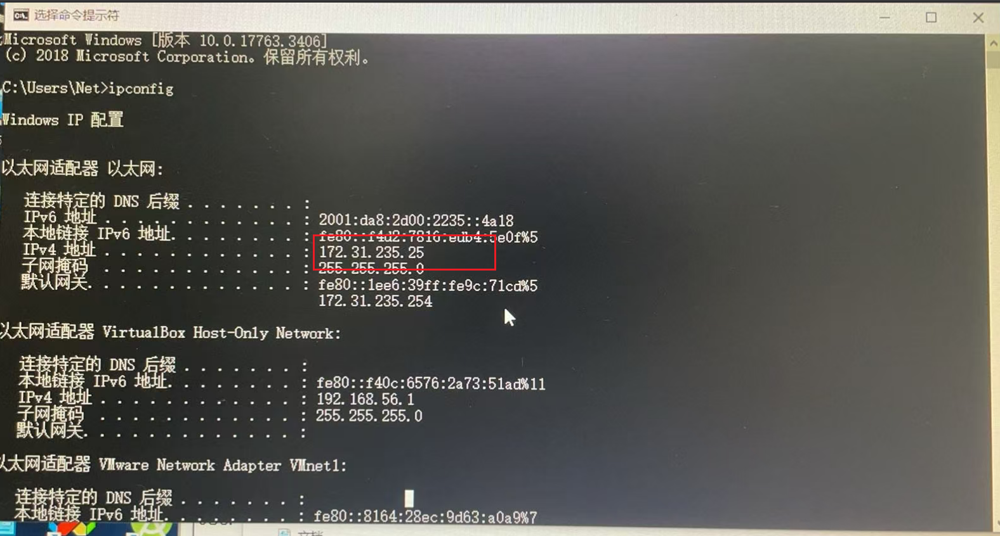 选择命令提示符
Microsoft Windows [版本 10.0.17763.3406]
(c) 2018 Microsoft Corporation。保留所有权利。
C:\Users\Net>ipconfig
Windows IP 配置
以太网适配器 以太网:
连接特定的 DNS 后缀 . . . . . . . :
IPv6 地址 . . . . . . . . . . . . : 2001:da8:2d00:2235::4a18
本地链接 IPv6 地址. . . . . . . . : fe80::f4d2:7816:edb4:5e0f%5
IPv4 地址 . . . . . . . . . . . . : 172.31.235.25
子网掩码 . . . . . . . . . . . . : 255.255.255.0
默认网关. . . . . . . . . . . . . : fe80::1ee6:39ff:fe9c:71cd%5
172.31.235.254
以太网适配器 VirtualBox Host-Only Network:
连接特定的 DNS 后缀 . . . . . . . :
本地链接 IPv6 地址. . . . . . . . : fe80::f40c:6576:2a73:51ad%11
IPv4 地址 . . . . . . . . . . . . : 192.168.56.1
子网掩码 . . . . . . . . . . . . : 255.255.255.0
默认网关. . . . . . . . . . . . . :
以太网适配器 VMware Network Adapter VMnet1:
连接特定的 DNS 后缀 . . . . . . . :
本地链接 IPv6 地址. . . . . . . . : fe80::8164:28ec:9d63:a0a9%7